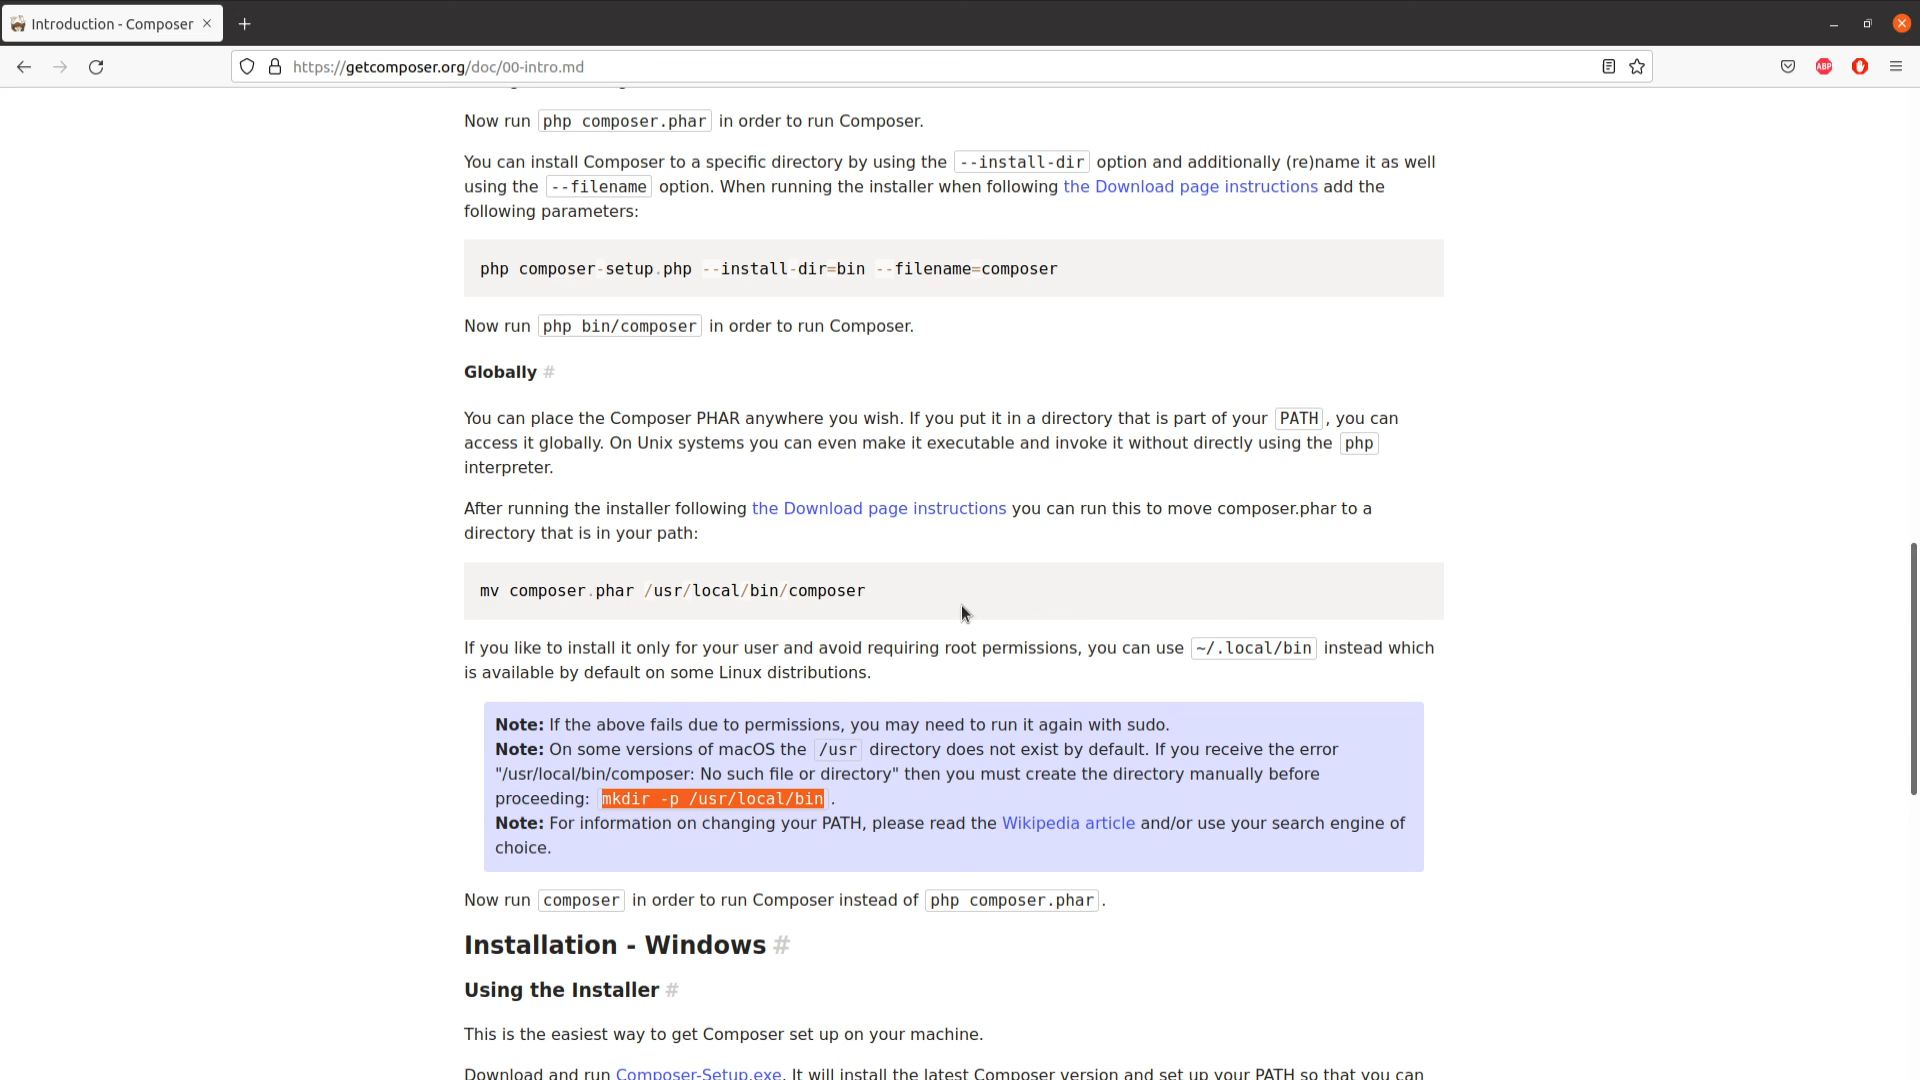 Introduction - Composer
https://getcomposer.org/doc/00-intro.md
ABP
Now run php composer.phar in order to run Composer.
You can install Composer to a specific directory by using the --install-dir option and additionally (re)name it as well
using the --filename option. When running the installer when following the Download page instructions add the
following parameters:
php composer-setup.php --install-dir=bin --filename=composer
Now run php bin/composer in order to run Composer.
Globally #
You can place the Composer PHAR anywhere you wish. If you put it in a directory that is part of your PATH, you can
access it globally. On Unix systems you can even make it executable and invoke it without directly using the php
interpreter.
After running the installer following the Download page instructions you can run this to move composer.phar to a
directory that is in your path:
mv composer.phar /usr/local/bin/composer
If you like to install it only for your user and avoid requiring root permissions, you can use ~/.local/bin instead which
is available by default on some Linux distributions.
Note: If the above fails due to permissions, you may need to run it again with sudo.
Note: On some versions of macOS the /usr directory does not exist by default. If you receive the error
"/usr/local/bin/composer: No such file or directory" then you must create the directory manually before
proceeding: mkdir -p /usr/local/bin.
Note: For information on changing your PATH, please read the Wikipedia article and/or use your search engine of
choice.
Now run composer in order to run Composer instead of php composer.phar.
Installation - Windows #
Using the Installer #
This is the easiest way to get Composer set up on your machine.
Download and run Composer-Setup.exe. It will install the latest Composer version and set up your PATH so that you can